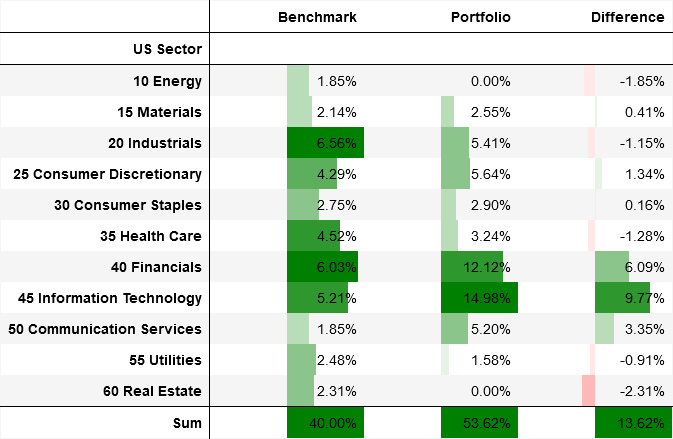 Benchmark Portfolio Difference
US Sector
10 Energy 1.85% 0.00% -1.85%
15 Materials 2.14% 2.55% 0.41%
20 Industrials 6.56% 5.41% -1.15%
25 Consumer Discretionary 4.29% 5.64% 1.34%
30 Consumer Staples 2.75% 2.90% 0.16%
35 Health Care 4.52% 3.24% -1.28%
40 Financials 6.03% 12.12% 6.09%
45 Information Technology 5.21% 14.98% 9.77%
50 Communication Services 1.85% 5.20% 3.35%
55 Utilities 2.48% 1.58% -0.91%
60 Real Estate 2.31% 0.00% -2.31%
Sum 40.00% 53.62% 13.62%